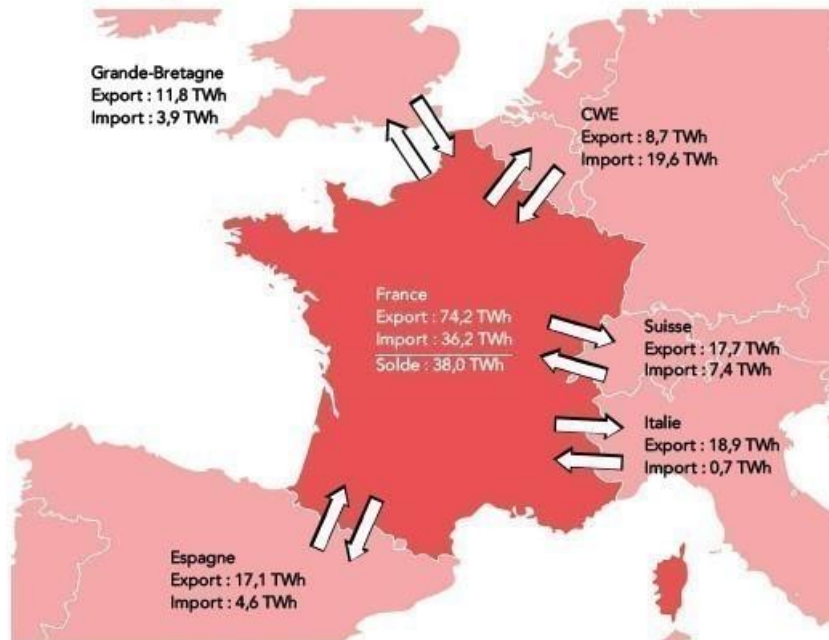 Grande-Bretagne
Export : 11,8 TWh
Import : 3,9 TWh
CWE
Export : 8,7 TWh
Import : 19,6 TWh
France
Export : 74,2 TWh
Import : 36,2 TWh
Solde : 38,0 TWh
Suisse
Export : 17,7 TWh
Import : 7,4 TWh
Italie
Export : 18,9 TWh
Import : 0,7 TWh
Espagne
Export : 17,1 TWh
Import : 4,6 TWh